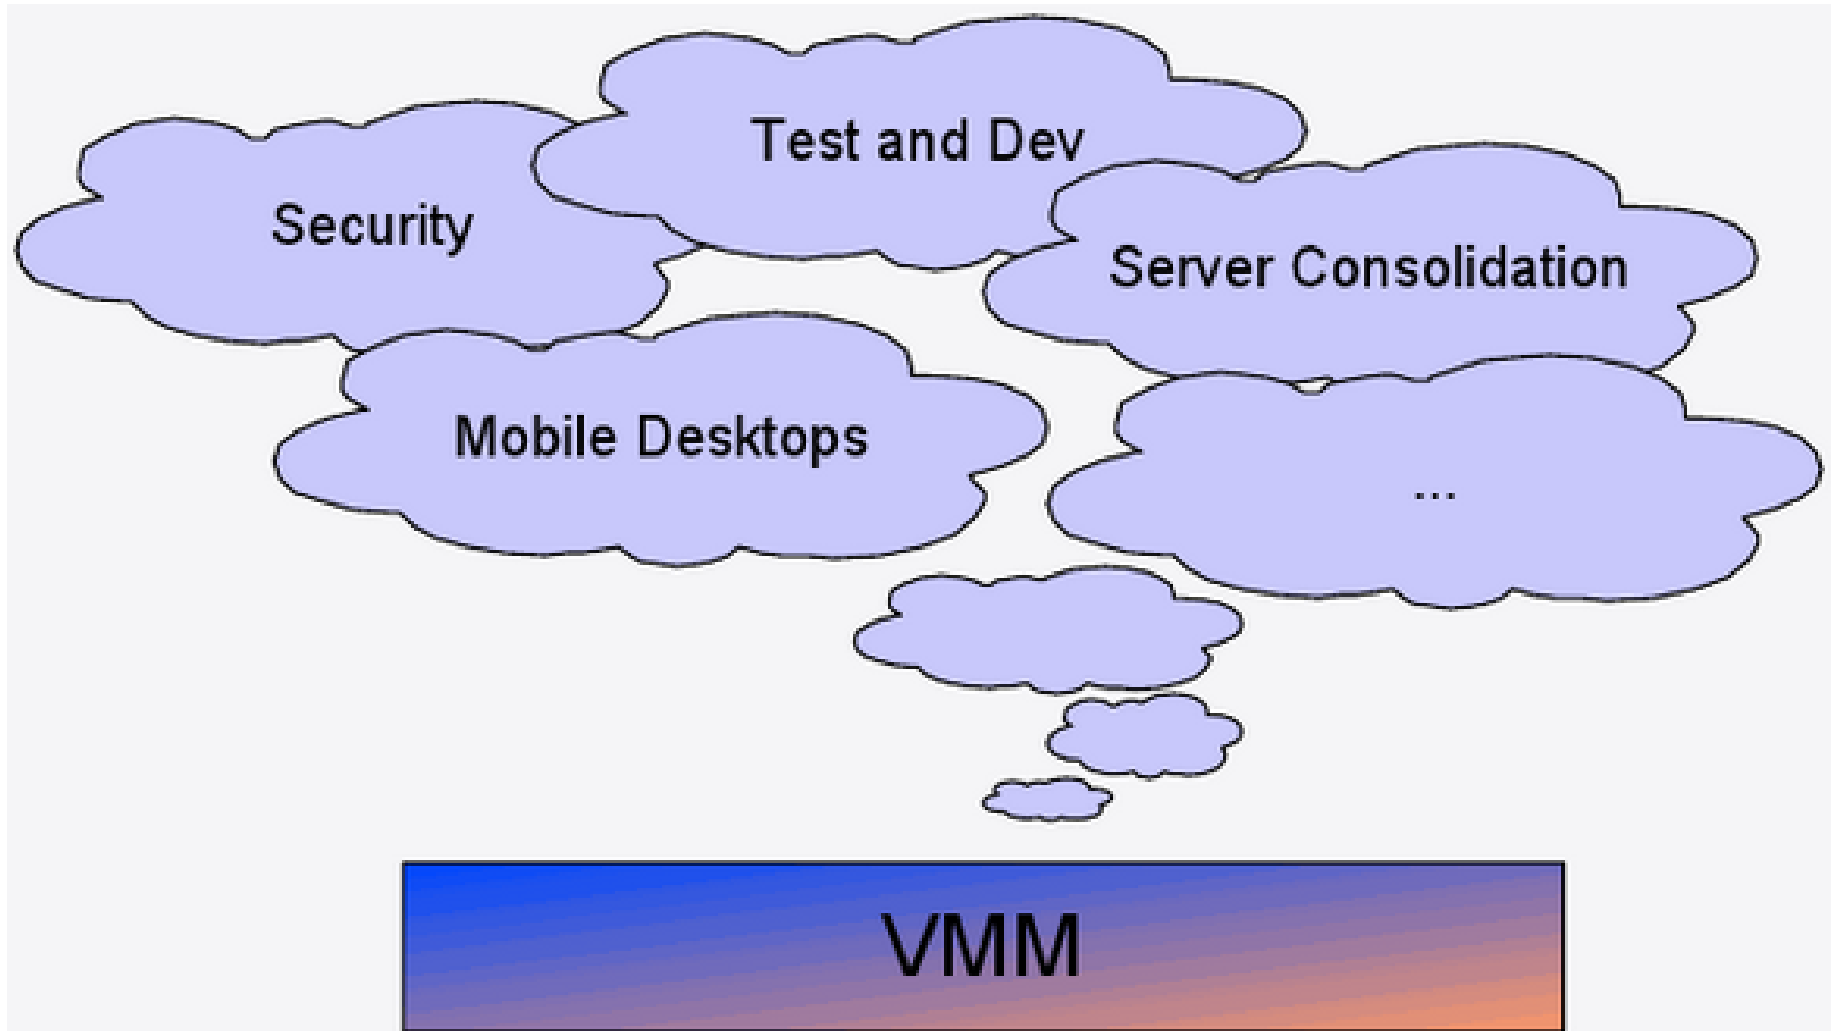 Test and Dev
Security
Server Consolidation
Mobile Desktops
...
VMM